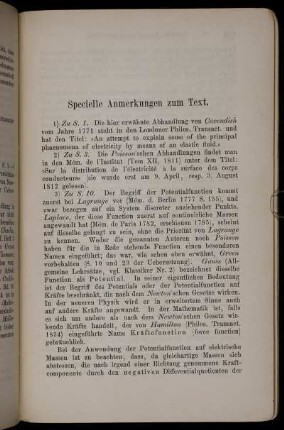 Specielle Anmerkungen zum Text.
1) Zu S. 1. Die hier erwähnte Abhandlung von Cavendish
vom Jahre 1771 steht in den Londoner Philos. Transact. und
hat den Titel: »An attempt to explain some of the principal
phaenomena of electricity by means of an elastic fluid.«
2) Zu S. 3. Die Poisson'schen Abhandlungen findet man
in den Mém. de l'Institut (Tom XII, 1811) unter dem Titel:
»Sur la distribution de l'électricité à la surface des corps
conducteurs« (sie wurde erst am 9. April, resp. 3. August
1812 gelesen).
3) Zu S. 10. Der Begriff der Potentialfunction kommt
zuerst bei Lagrange vor (Mém. d. Berlin 1777 S. 155), und
zwar bezogen auf ein System discreter anziehender Punkte.
Laplace, der diese Function zuerst auf continuirliche Massen
angewandt hat (Mém. de Paris 1782, erschienen 1785), scheint
auf dieselbe gelangt zu sein, ohne die Priorität von Lagrange
zu kennen. Weder die genannten Autoren noch Poisson
haben für die in Rede stehende Function einen besonderen
Namen eingeführt; das war, wie schon erwähnt, Green
vorbehalten (S. 10 und 23 der Uebersetzung). Gauss (All-
gemeine Lehrsätze, vgl. Klassiker Nr. 2) bezeichnet dieselbe
Function als Potential. In seiner eigentlichen Bedeutung
ist der Begriff des Potentials oder der Potentialfunction auf
Kräfte beschränkt, die nach dem Newton'schen Gesetz wirken.
In der neueren Physik wird er in erweitertem Sinne auch
auf andere Kräfte angewandt. In der Mathematik ist, falls
es sich um andere als nach dem Newton'schen Gesetz wir-
kende Kräfte handelt, der von Hamilton (Philos. Transact.
1834) eingeführte Name Kräftefunction (force function)
gebräuchlich.
Bei der Anwendung der Potentialfunction auf elektrische
Massen ist zu beachten, dass, da gleichartige Massen sich
abstossen, die nach irgend einer Richtung genommene Kraft-
componente durch den negativen Differentialquotienten der